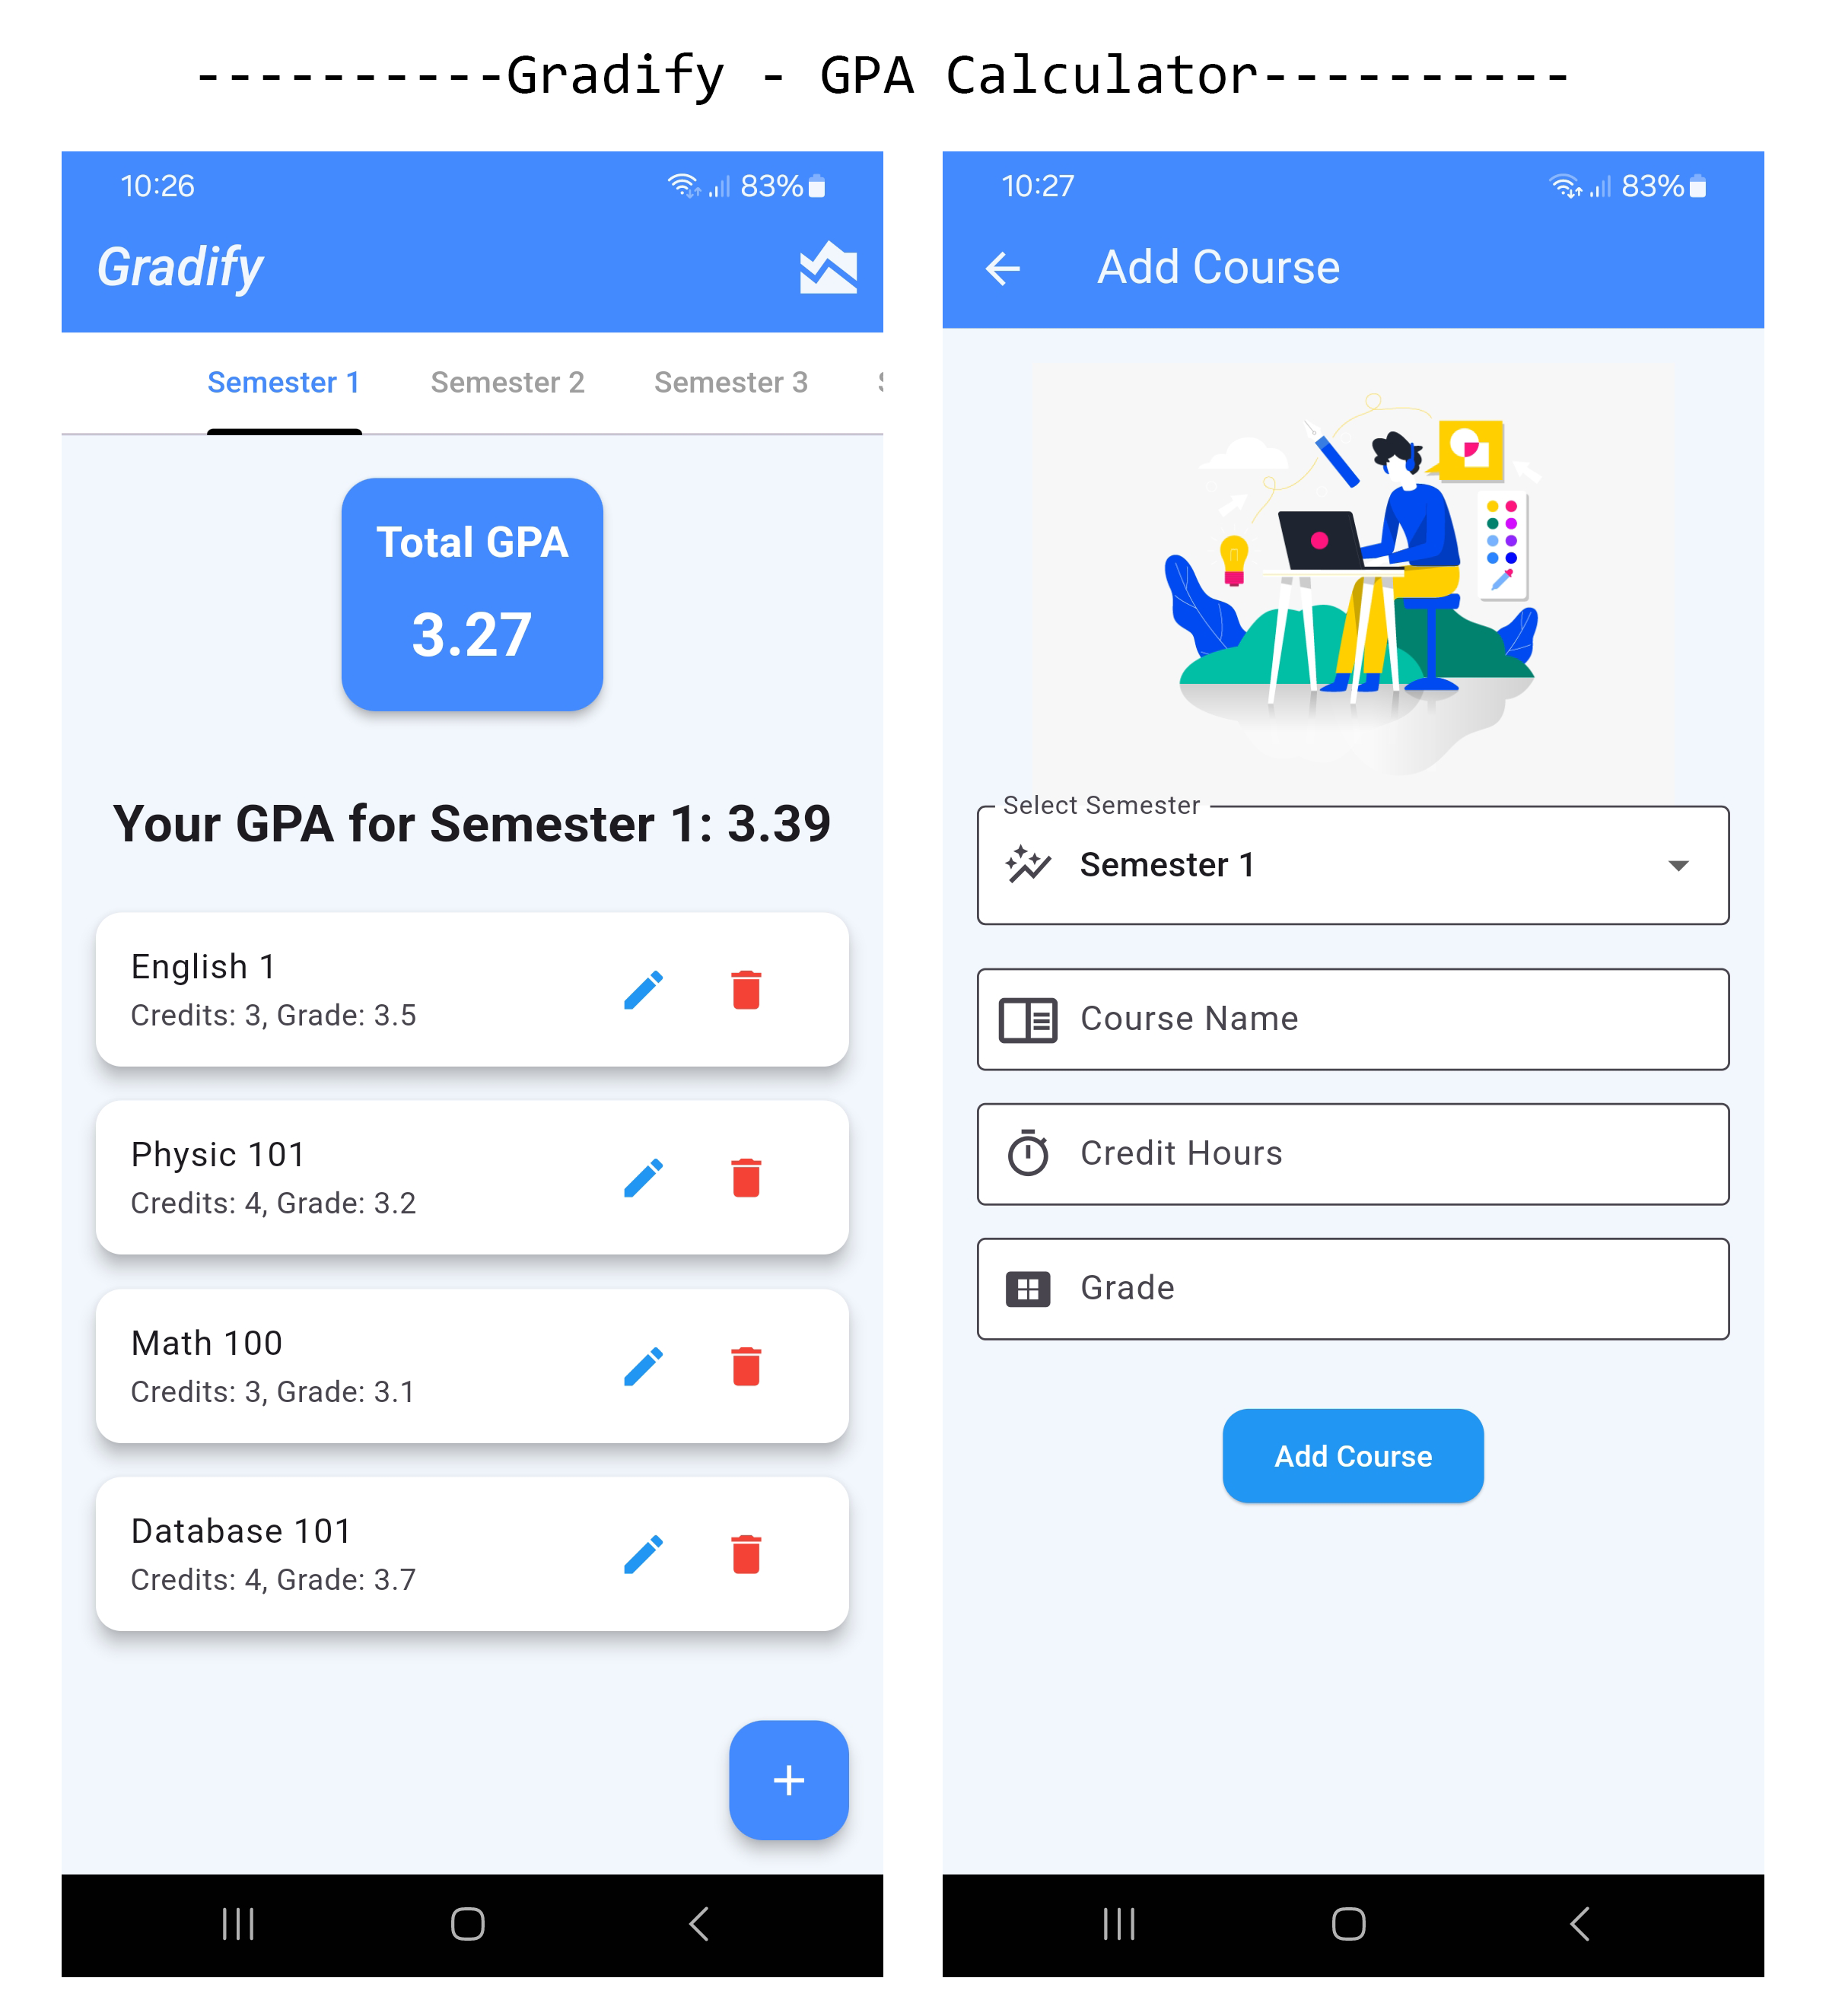 ----------Gradify - GPA Calculator----------
10:26
83%
Gradify
Semester 1 Semester 2 Semester 3
Total GPA
3.27
Your GPA for Semester 1: 3.39
English 1
Credits: 3, Grade: 3.5
Physic 101
Credits: 4, Grade: 3.2
Math 100
Credits: 3, Grade: 3.1
Database 101
Credits: 4, Grade: 3.7
+
10:27
83%
Add Course
Select Semester
Semester 1
Course Name
Credit Hours
Grade
Add Course